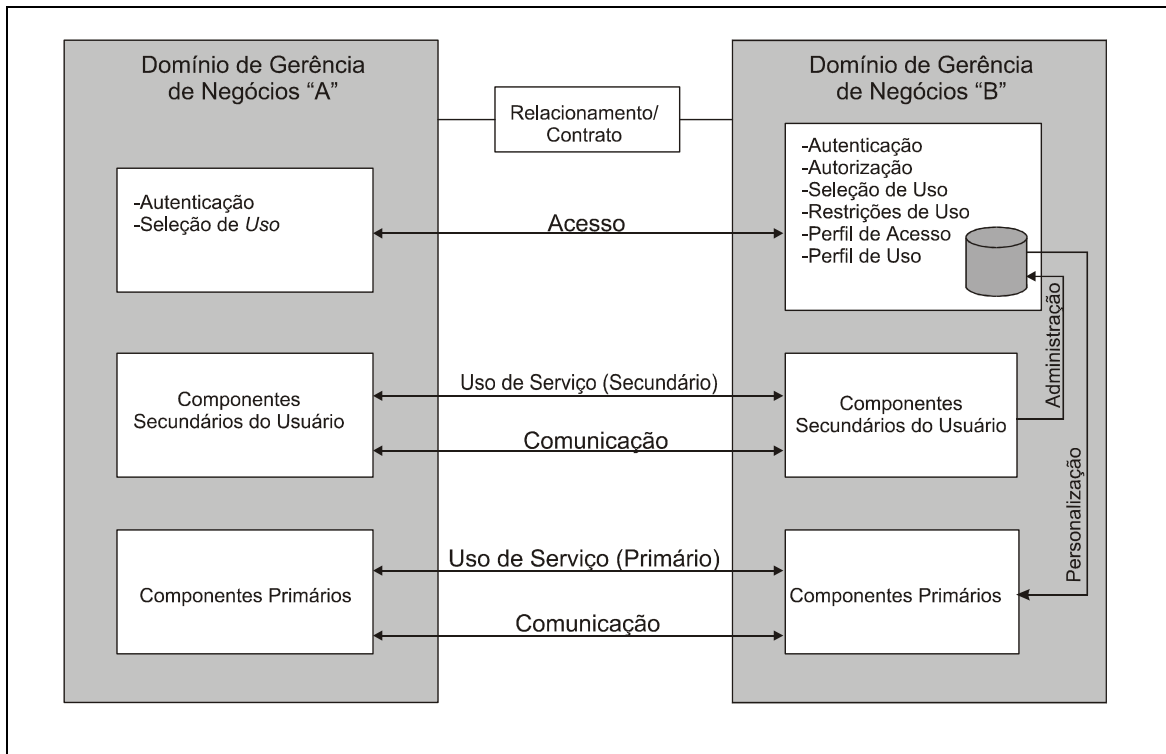 Domínio de Gerência
de Negócios “A”
Relacionamento/
Contrato
Domínio de Gerência
de Negócios “B”
-Autenticação
-Seleção de Uso
Acesso
-Autenticação
-Autorização
-Seleção de Uso
-Restrições de Uso
-Perfil de Acesso
-Perfil de Uso
Administração
Personalização
Componentes
Secundários do Usuário
Uso de Serviço (Secundário)
Comunicação
Componentes
Secundários do Usuário
Componentes Primários
Uso de Serviço (Primário)
Comunicação
Componentes Primários